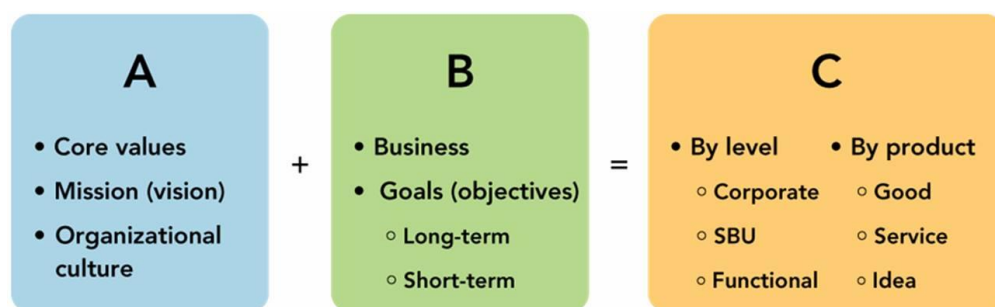 A
• Core values
• Mission (vision)
• Organizational
culture
+
B
• Business
• Goals (objectives)
○ Long-term
○ Short-term
=
C
• By level
○ Corporate
○ SBU
○ Functional
• By product
○ Good
○ Service
○ Idea